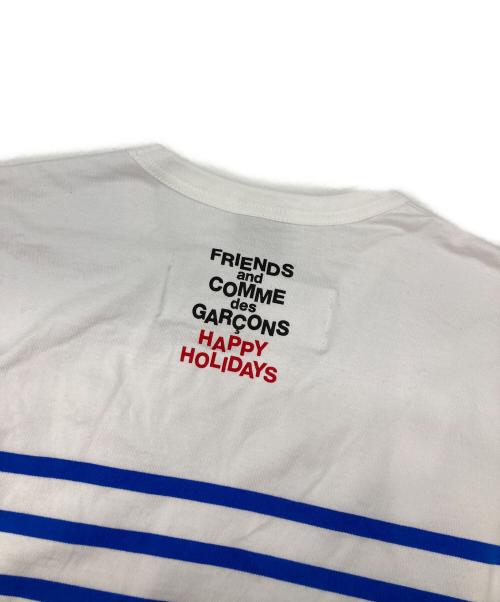 FRIENDS
and
COMME
des
GARÇONS
HAPPY
HOLIDAYS